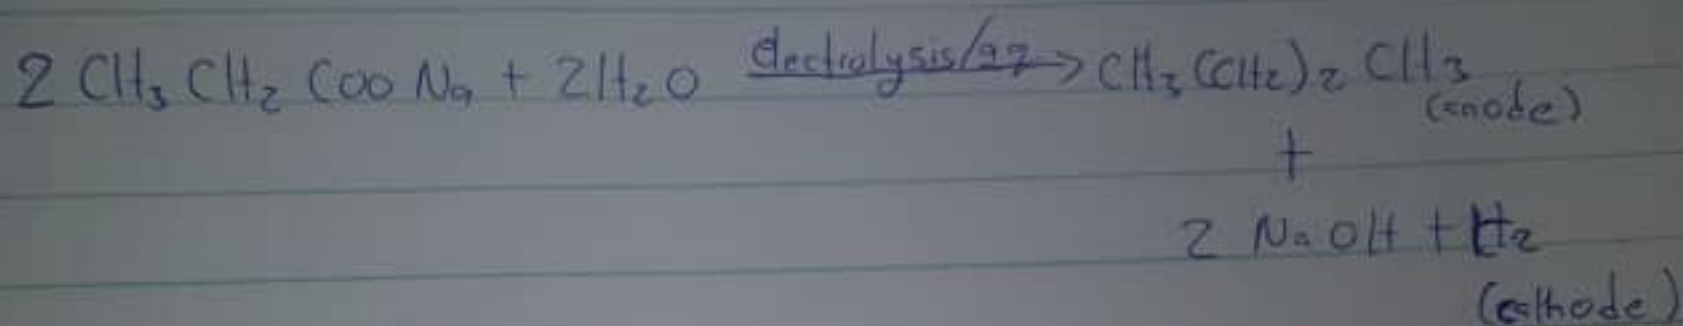 2 CH₃ CH₂ COO Na + 2H₂O electrolysis/aq → CH₃ (CH₂)₂ CH₃
(anode)
+
2 NaOH + H₂
(cathode)